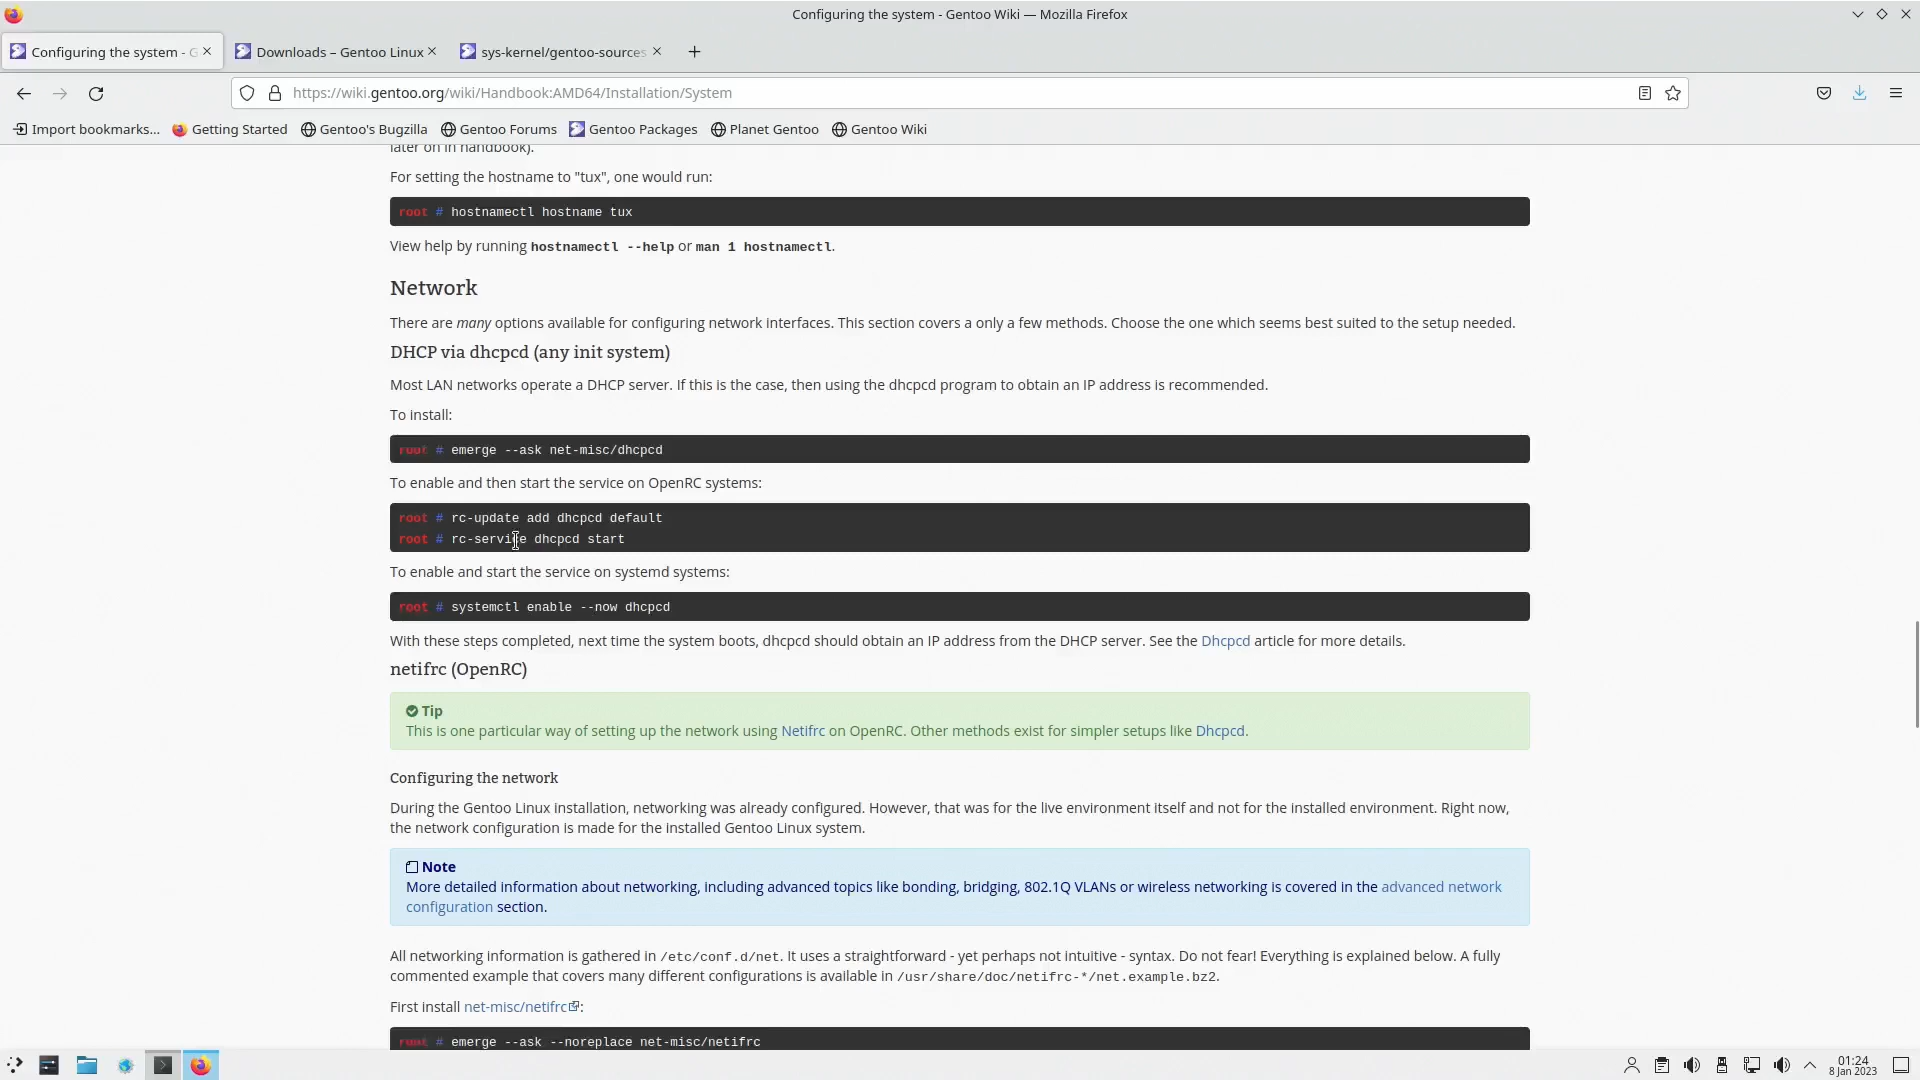 Configuring the system - Gentoo Wiki — Mozilla Firefox
Configuring the system - G
Downloads – Gentoo Linux
sys-kernel/gentoo-sources
https://wiki.gentoo.org/wiki/Handbook:AMD64/Installation/System
Import bookmarks... Getting Started Gentoo's Bugzilla Gentoo Forums Gentoo Packages Planet Gentoo Gentoo Wiki
later on in handbook).
For setting the hostname to "tux", one would run:
root # hostnamectl hostname tux
View help by running hostnamectl --help or man 1 hostnamectl.
Network
There are many options available for configuring network interfaces. This section covers a only a few methods. Choose the one which seems best suited to the setup needed.
DHCP via dhcpcd (any init system)
Most LAN networks operate a DHCP server. If this is the case, then using the dhcpcd program to obtain an IP address is recommended.
To install:
root # emerge --ask net-misc/dhcpcd
To enable and then start the service on OpenRC systems:
root # rc-update add dhcpcd default
root # rc-service dhcpcd start
To enable and start the service on systemd systems:
root # systemctl enable --now dhcpcd
With these steps completed, next time the system boots, dhcpcd should obtain an IP address from the DHCP server. See the Dhcpcd article for more details.
netifrc (OpenRC)
Tip
This is one particular way of setting up the network using Netifrc on OpenRC. Other methods exist for simpler setups like Dhcpcd.
Configuring the network
During the Gentoo Linux installation, networking was already configured. However, that was for the live environment itself and not for the installed environment. Right now,
the network configuration is made for the installed Gentoo Linux system.
Note
More detailed information about networking, including advanced topics like bonding, bridging, 802.1Q VLANs or wireless networking is covered in the advanced network
configuration section.
All networking information is gathered in /etc/conf.d/net. It uses a straightforward - yet perhaps not intuitive - syntax. Do not fear! Everything is explained below. A fully
commented example that covers many different configurations is available in /usr/share/doc/netifrc-*/net.example.bz2.
First install net-misc/netifrc:
root # emerge --ask --noreplace net-misc/netifrc
01:24
8 Jan 2023